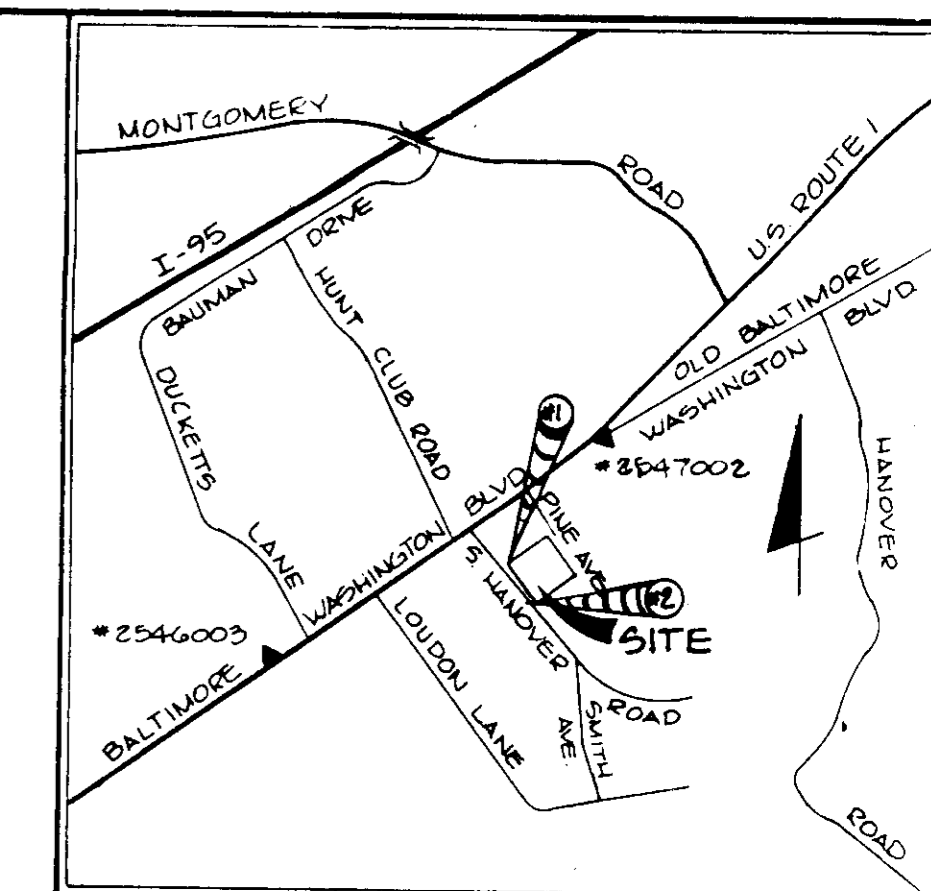 MONTGOMERY
ROAD
U.S. ROUTE 1
I-95
BAUMAN
DRIVE
HUNT CLUB ROAD
OLD BALTIMORE
WASHINGTON BLVD
DUCKETTS
LANE
#1
#2547002
HANOVER
ROAD
PINE AVE.
BALTIMORE WASHINGTON BLVD
S. HANOVER
ROAD
#2
SITE
#2546003
LOUDON LANE
SMITH
AVE.